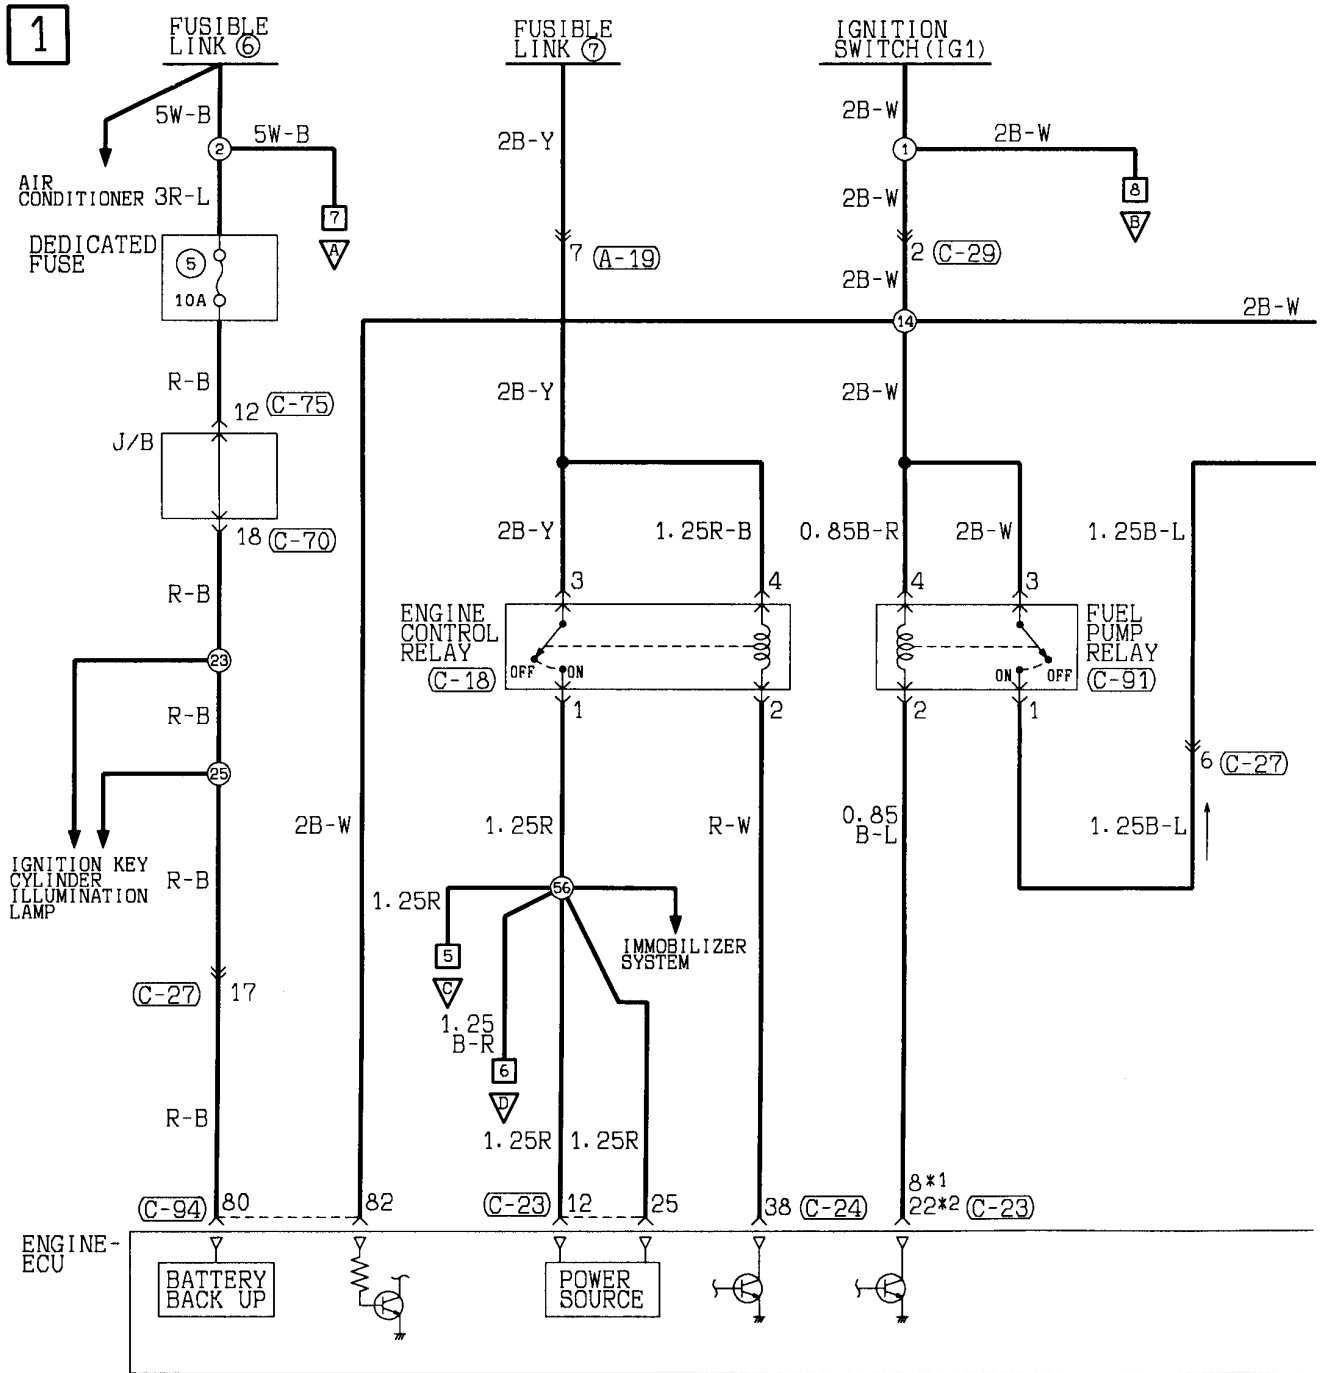 1
FUSIBLE
LINK ⑥
FUSIBLE
LINK ⑦
IGNITION
SWITCH(IG1)
5W-B
2
5W-B
2B-Y
2B-W
1
2B-W
AIR
CONDITIONER
3R-L
7
A
2B-W
8
B
DEDICATED
FUSE
5
10A
7 (A-19)
2 (C-29)
2B-W
14
2B-W
R-B
2B-Y
2B-W
12 (C-75)
J/B
18 (C-70)
2B-Y
1.25R-B
0.85B-R
2B-W
1.25B-L
R-B
3
4
4
3
ENGINE
CONTROL
RELAY
(C-18)
OFF
ON
ON
OFF
FUEL
PUMP
RELAY
(C-91)
23
R-B
1
2
2
1
25
6 (C-27)
2B-W
1.25R
R-W
0.85
B-L
1.25B-L
IGNITION KEY
CYLINDER
ILLUMINATION
LAMP
R-B
1.25R
56
5
C
IMMOBILIZER
SYSTEM
(C-27) 17
1.25
B-R
6
D
R-B
1.25R
1.25R
(C-94) 80
82
(C-23) 12
25
38 (C-24)
8*1
22*2 (C-23)
ENGINE-
ECU
BATTERY
BACK UP
POWER
SOURCE